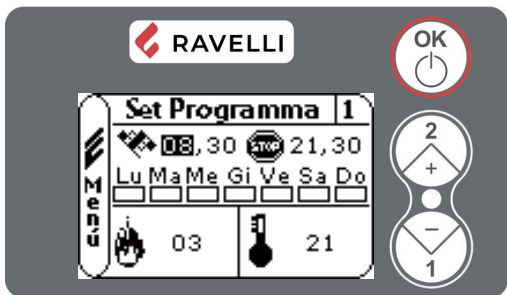 RAVELLI
OK
Set Programma 1
08,30 STOP 21,30
Lu Ma Me Gi Ve Sa Do
Menú
03 21
2
+
−
1